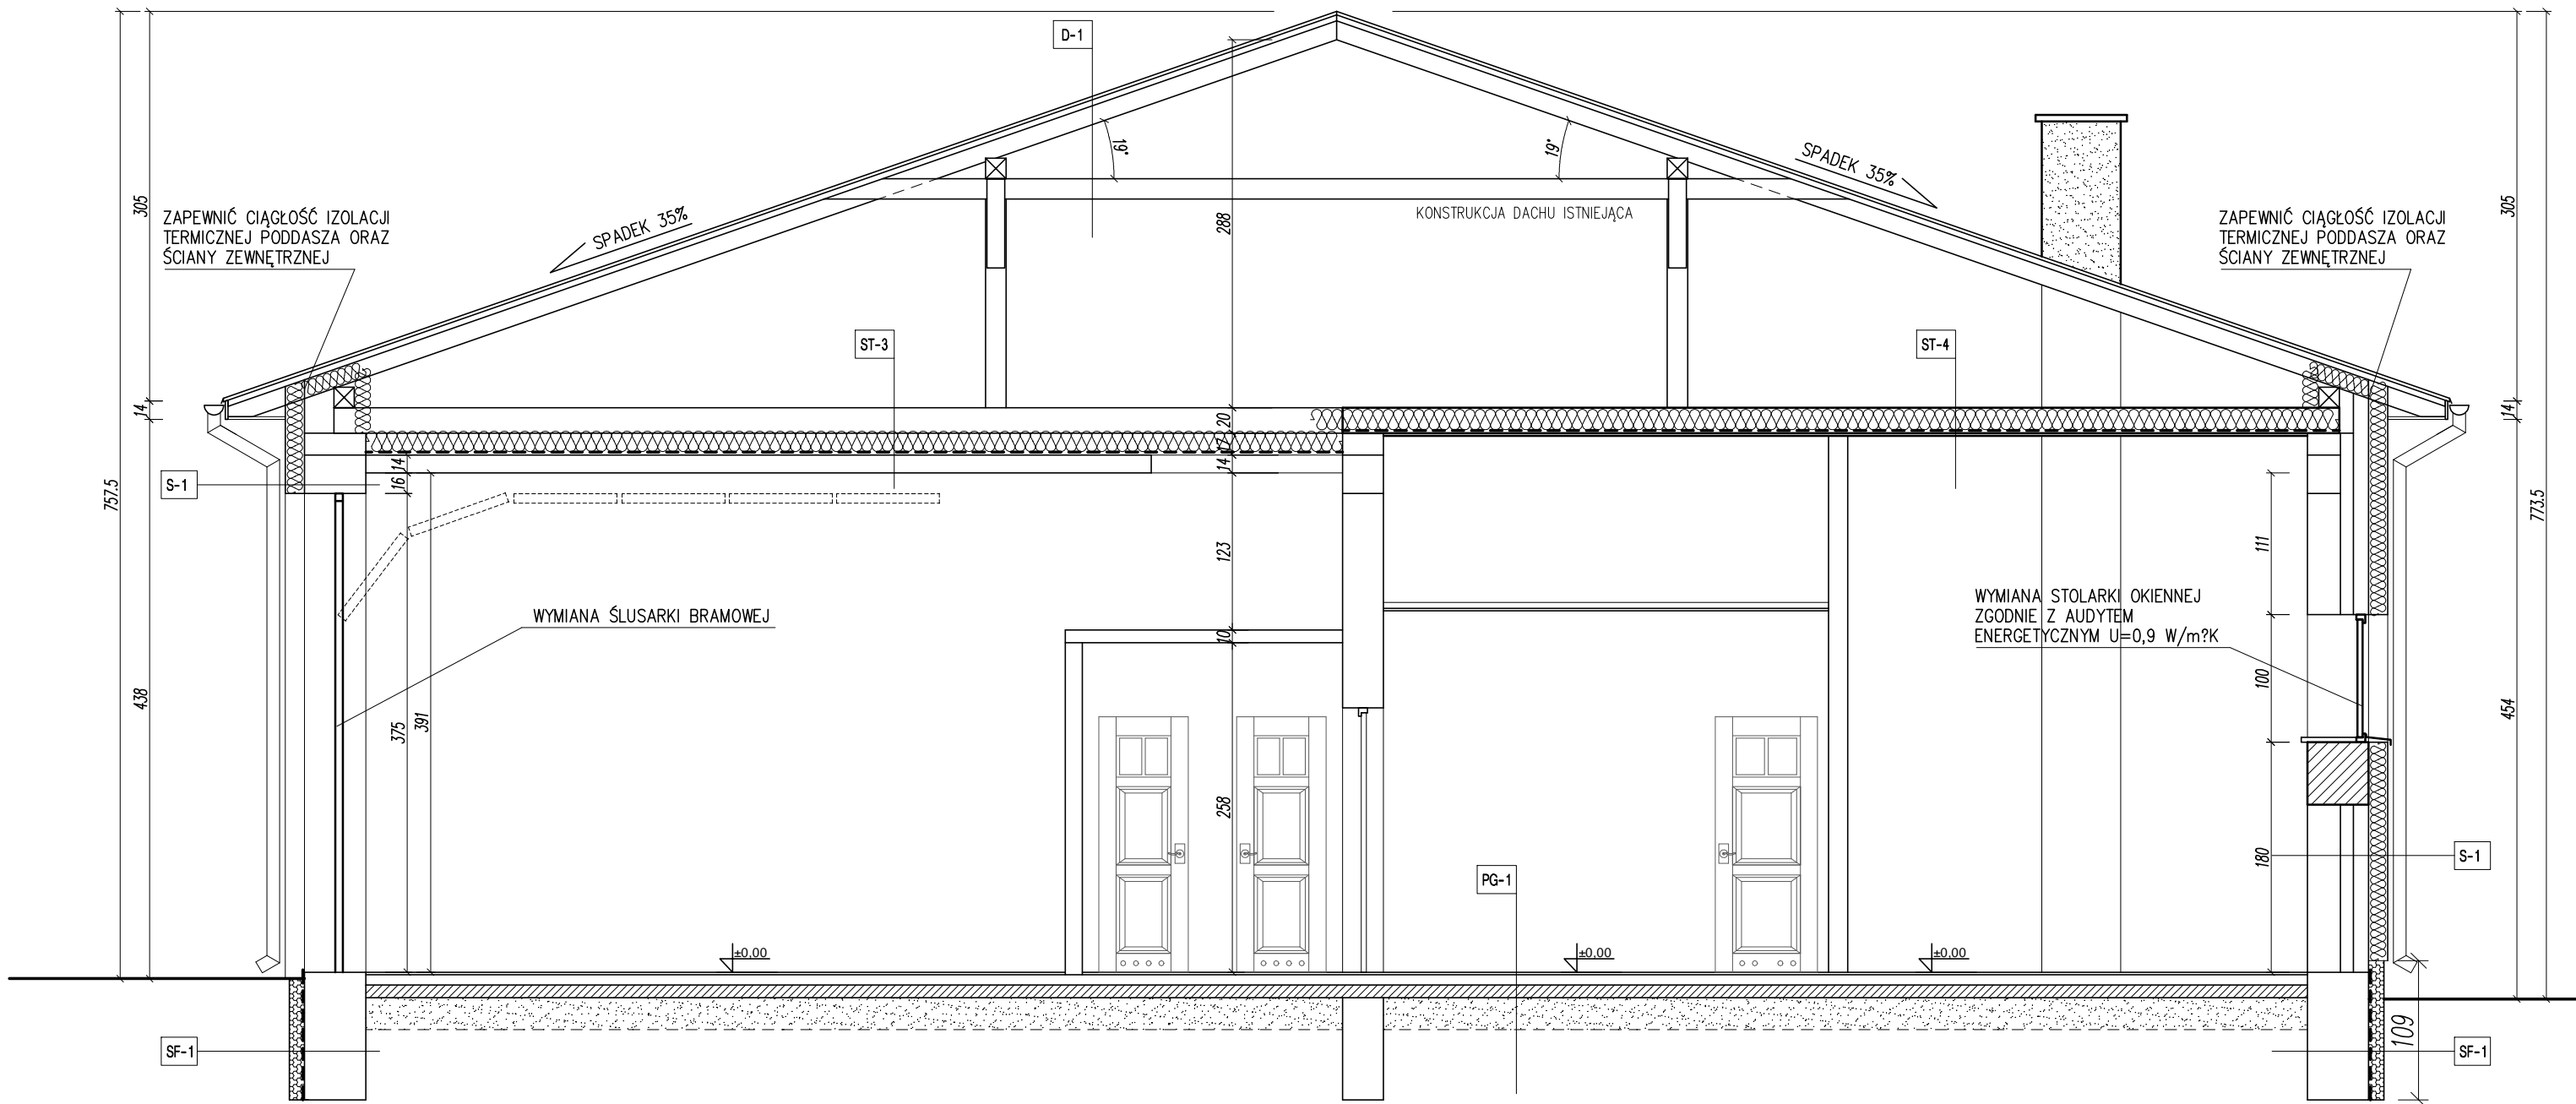 D-1
19°
19°
SPADEK 35%
SPADEK 35%
305
305
ZAPEWNIĆ CIĄGŁOŚĆ IZOLACJI
TERMICZNEJ PODDASZA ORAZ
ŚCIANY ZEWNĘTRZNEJ
288
KONSTRUKCJA DACHU ISTNIEJĄCA
ZAPEWNIĆ CIĄGŁOŚĆ IZOLACJI
TERMICZNEJ PODDASZA ORAZ
ŚCIANY ZEWNĘTRZNEJ
ST-3
ST-4
14
14
20
17
14
14
16
S-1
757.5
773.5
123
111
WYMIANA ŚLUSARKI BRAMOWEJ
WYMIANA STOLARKI OKIENNEJ
ZGODNIE Z AUDYTEM
ENERGETYCZNYM U=0,9 W/m?K
10
438
375
391
100
454
258
180
S-1
PG-1
±0,00
±0,00
±0,00
109
SF-1
SF-1